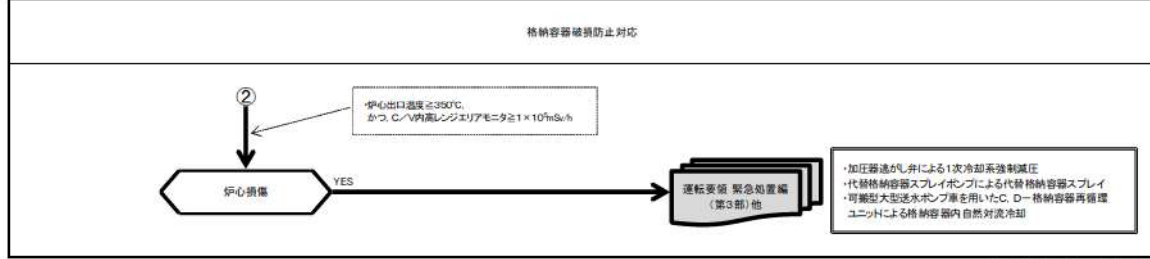 格納容器破損防止対応
②
・炉心出口温度≧350℃,
かつ, C／V内高レンジエリアモニタ≧1×10⁵mSv/h
炉心損傷
YES
運転要領 緊急処置編
(第3部)他
・加圧器逃がし弁による1次冷却系強制減圧
・代替格納容器スプレイポンプによる代替格納容器スプレイ
・可搬型大型送水ポンプ車を用いたC, D－格納容器再循環
ユニットによる格納容器内自然対流冷却